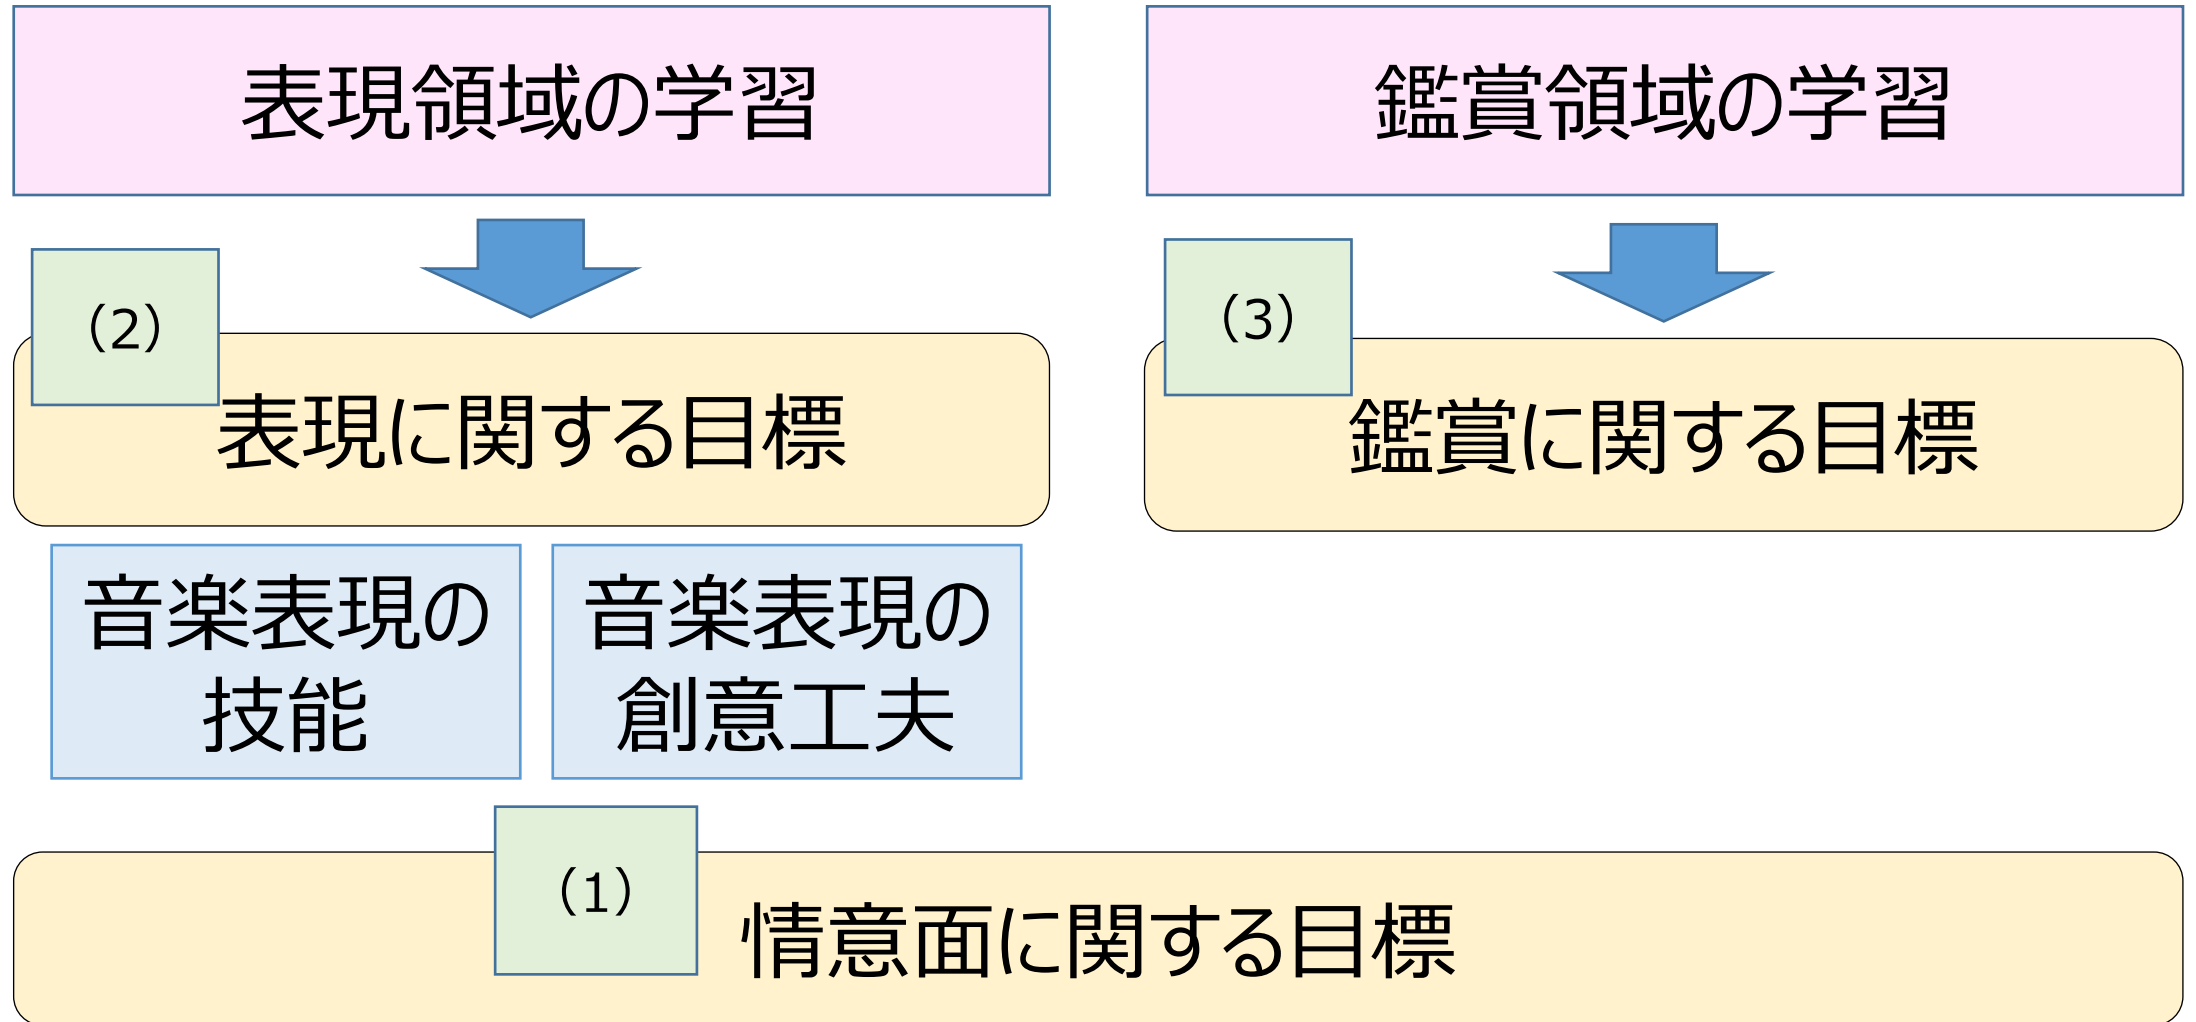 表現領域の学習
鑑賞領域の学習
（2）
表現に関する目標
（3）
鑑賞に関する目標
音楽表現の
技能
音楽表現の
創意工夫
（1）
情意面に関する目標